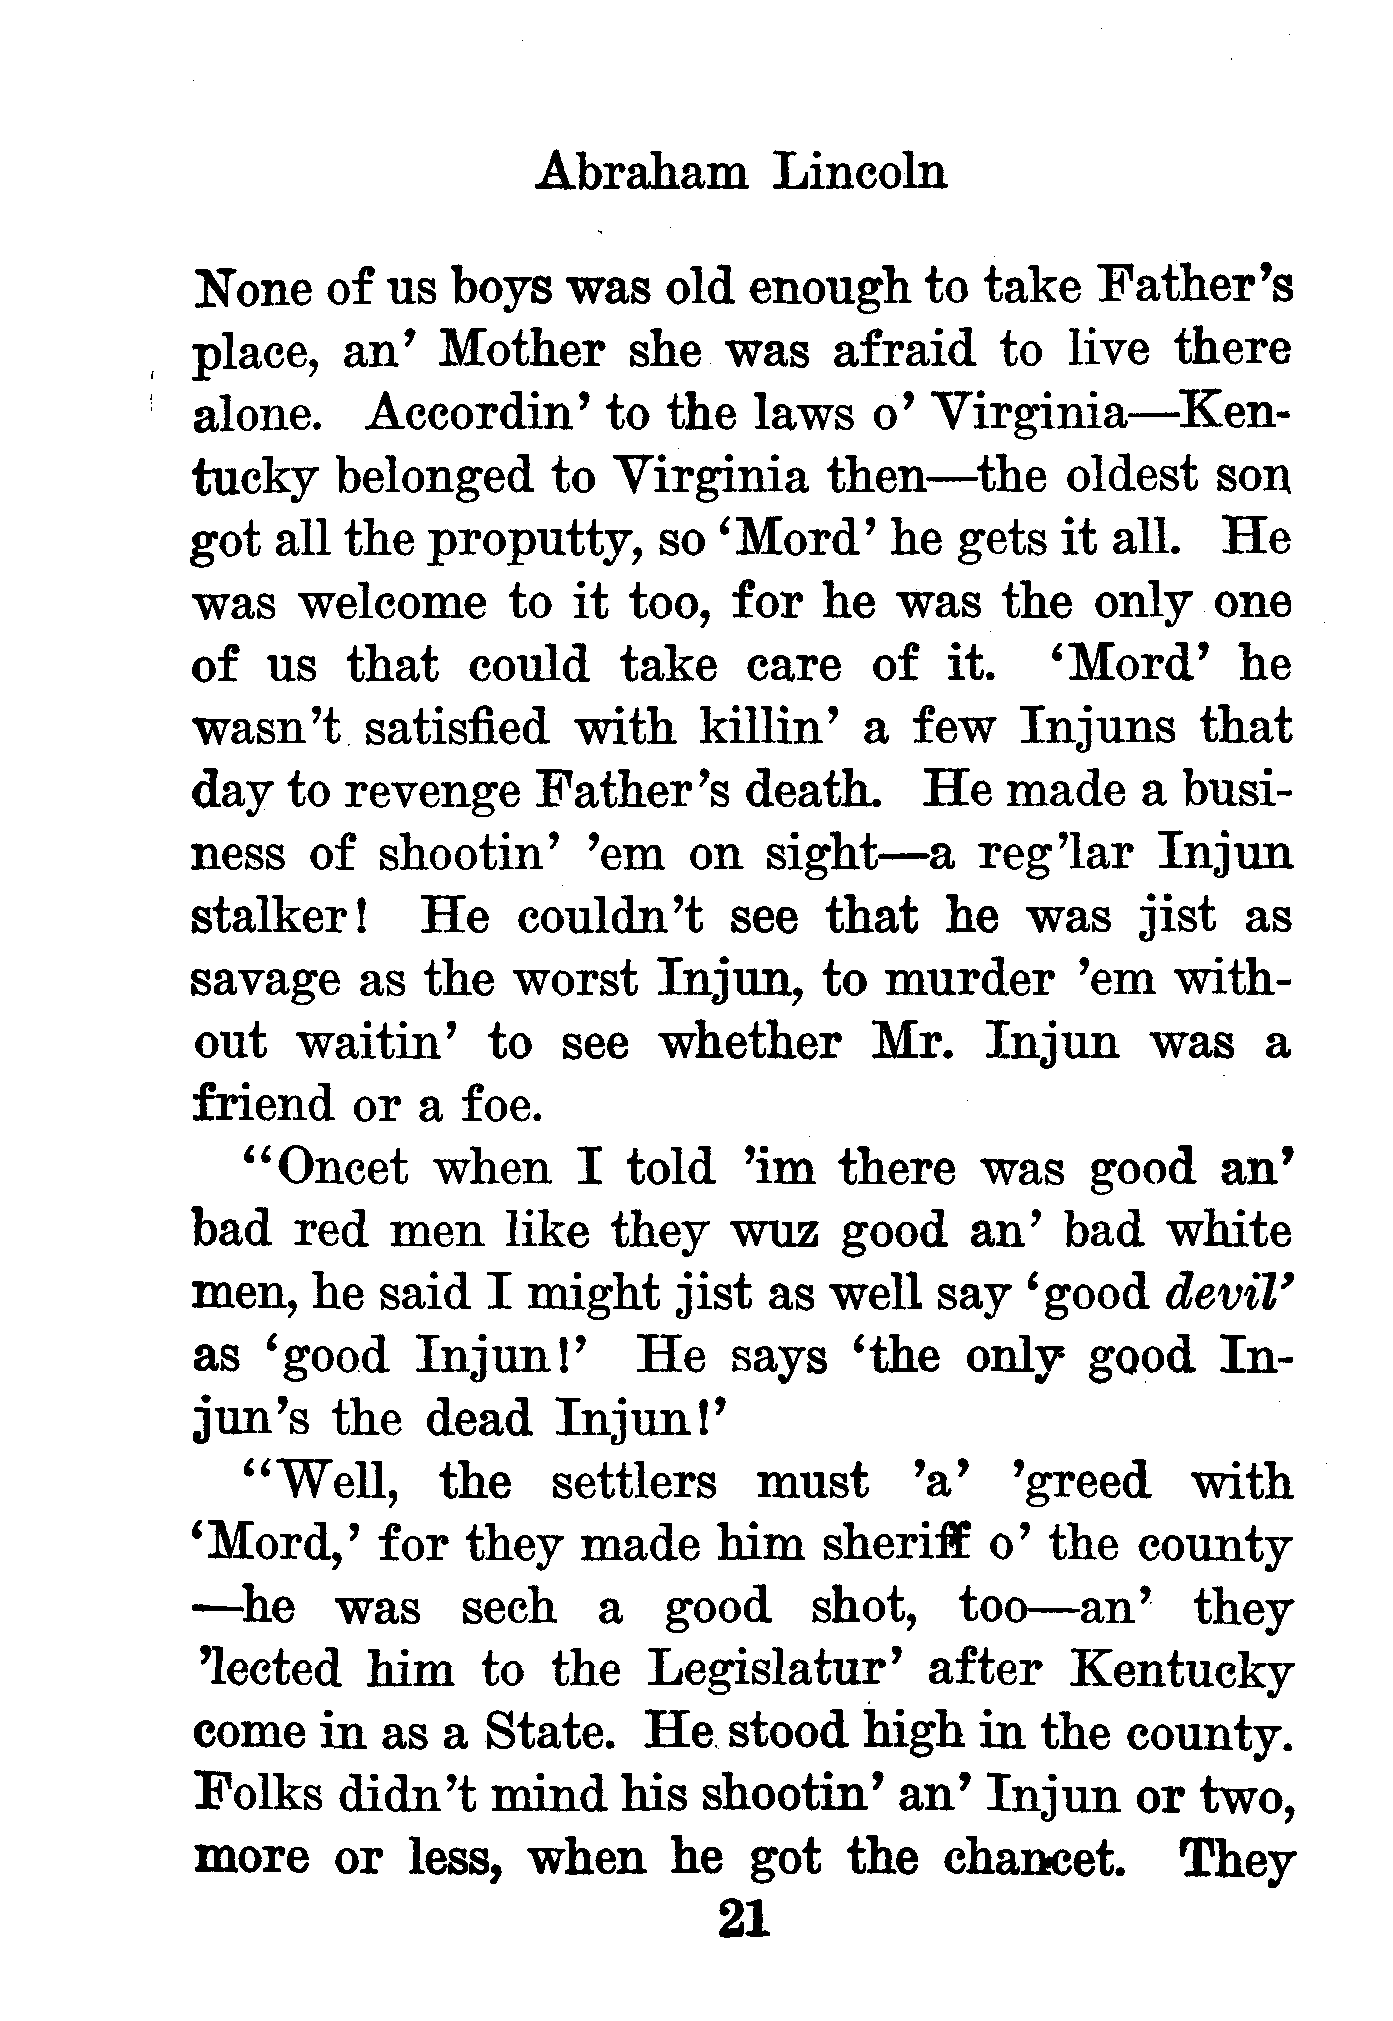 Abraham Lincoln
None of us boys was old enough to take Father's
place, an' Mother she was afraid to live there
alone. Accordin' to the laws o' Virginia—Ken-
tucky belonged to Virginia then—the oldest son
got all the proputty, so 'Mord' he gets it all. He
was welcome to it too, for he was the only one
of us that could take care of it. 'Mord' he
wasn't satisfied with killin' a few Injuns that
day to revenge Father's death. He made a busi-
ness of shootin' 'em on sight—a reg'lar Injun
stalker! He couldn't see that he was jist as
savage as the worst Injun, to murder 'em with-
out waitin' to see whether Mr. Injun was a
friend or a foe.
"Oncet when I told 'im there was good an'
bad red men like they wuz good an' bad white
men, he said I might jist as well say 'good devil'
as 'good Injun!' He says 'the only good In-
jun's the dead Injun!'
"Well, the settlers must 'a' 'greed with
'Mord,' for they made him sheriff o' the county
—he was sech a good shot, too—an' they
'lected him to the Legislatur' after Kentucky
come in as a State. He stood high in the county.
Folks didn't mind his shootin' an' Injun or two,
more or less, when he got the chancet. They
21